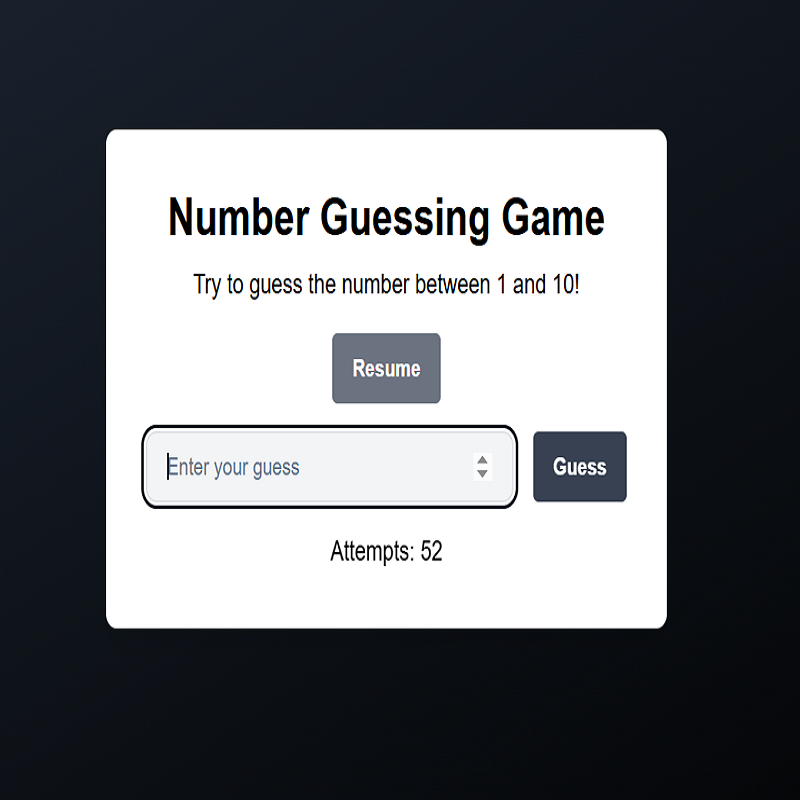 Number Guessing Game
Try to guess the number between 1 and 10!
Resume
Enter your guess
Guess
Attempts: 52